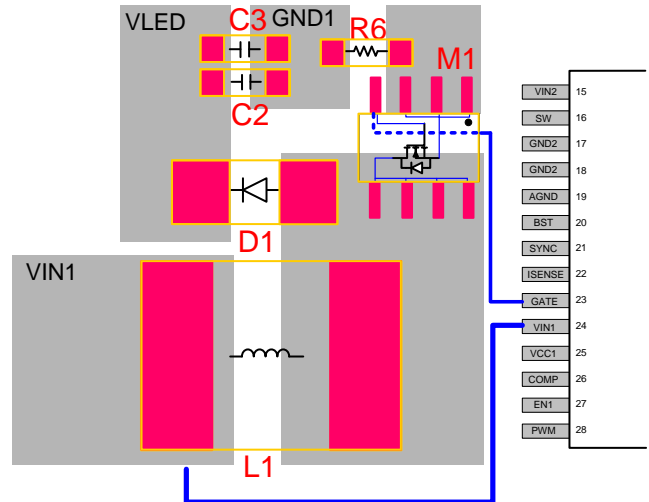 VLED
C3
GND1
R6
M1
C2
D1
VIN1
L1
VIN2 15
SW 16
GND2 17
GND2 18
AGND 19
BST 20
SYNC 21
ISENSE 22
GATE 23
VIN1 24
VCC1 25
COMP 26
EN1 27
PWM 28